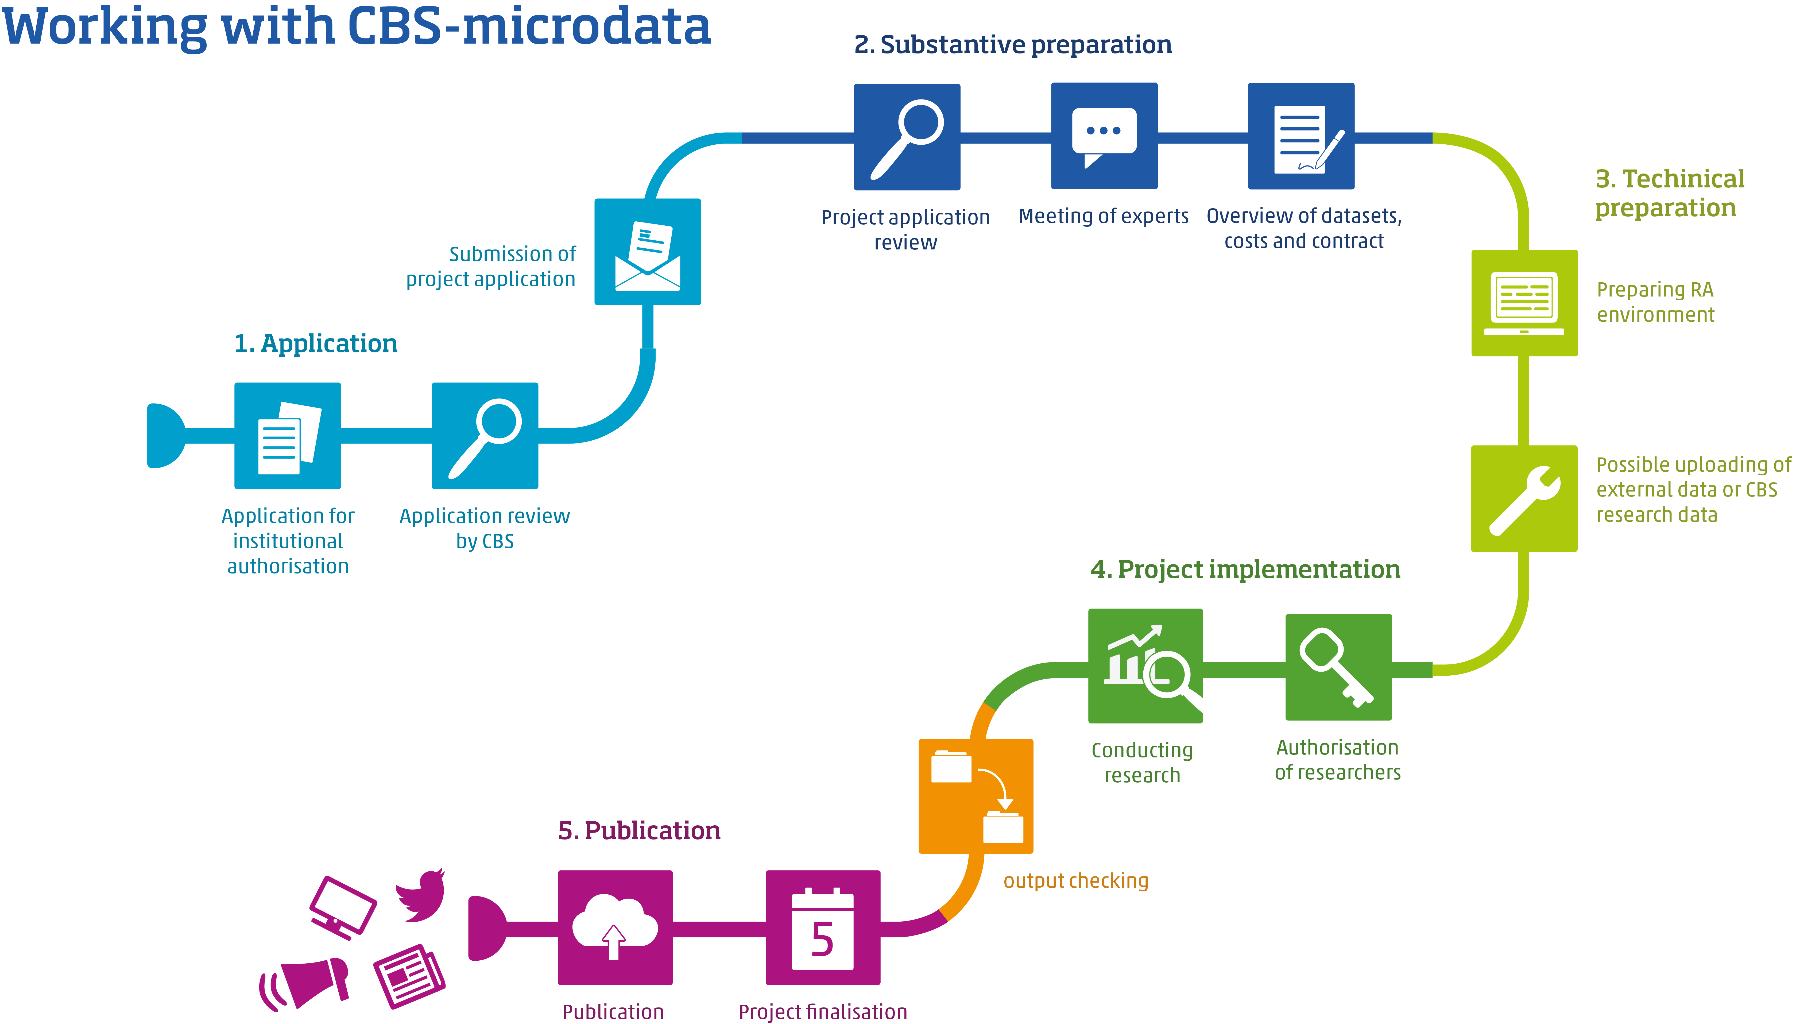 Working with CBS-microdata
1. Application
Application for
institutional
authorisation
Application review
by CBS
Submission of
project application
2. Substantive preparation
Project application
review
Meeting of experts
Overview of datasets,
costs and contract
3. Techinical
preparation
Preparing RA
environment
Possible uploading of
external data or CBS
research data
4. Project implementation
Authorisation
of researchers
Conducting
research
output checking
5. Publication
5
Project finalisation
Publication